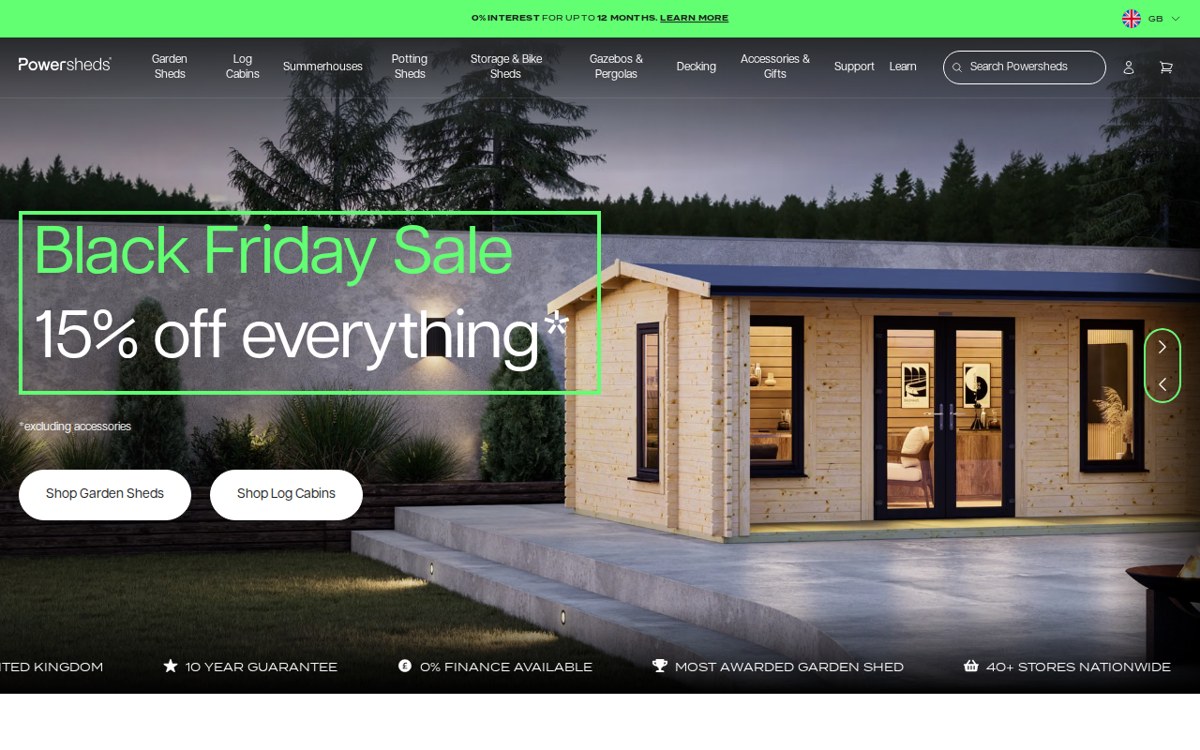 0% INTEREST FOR UP TO 12 MONTHS. LEARN MORE
GB
Powersheds
Garden Sheds
Log Cabins
Summerhouses
Potting Sheds
Storage & Bike Sheds
Gazebos & Pergolas
Decking
Accessories & Gifts
Support
Learn
Search Powersheds
Black Friday Sale
15% off everything*
*excluding accessories
Shop Garden Sheds
Shop Log Cabins
ITED KINGDOM
10 YEAR GUARANTEE
0% FINANCE AVAILABLE
MOST AWARDED GARDEN SHED
40+ STORES NATIONWIDE